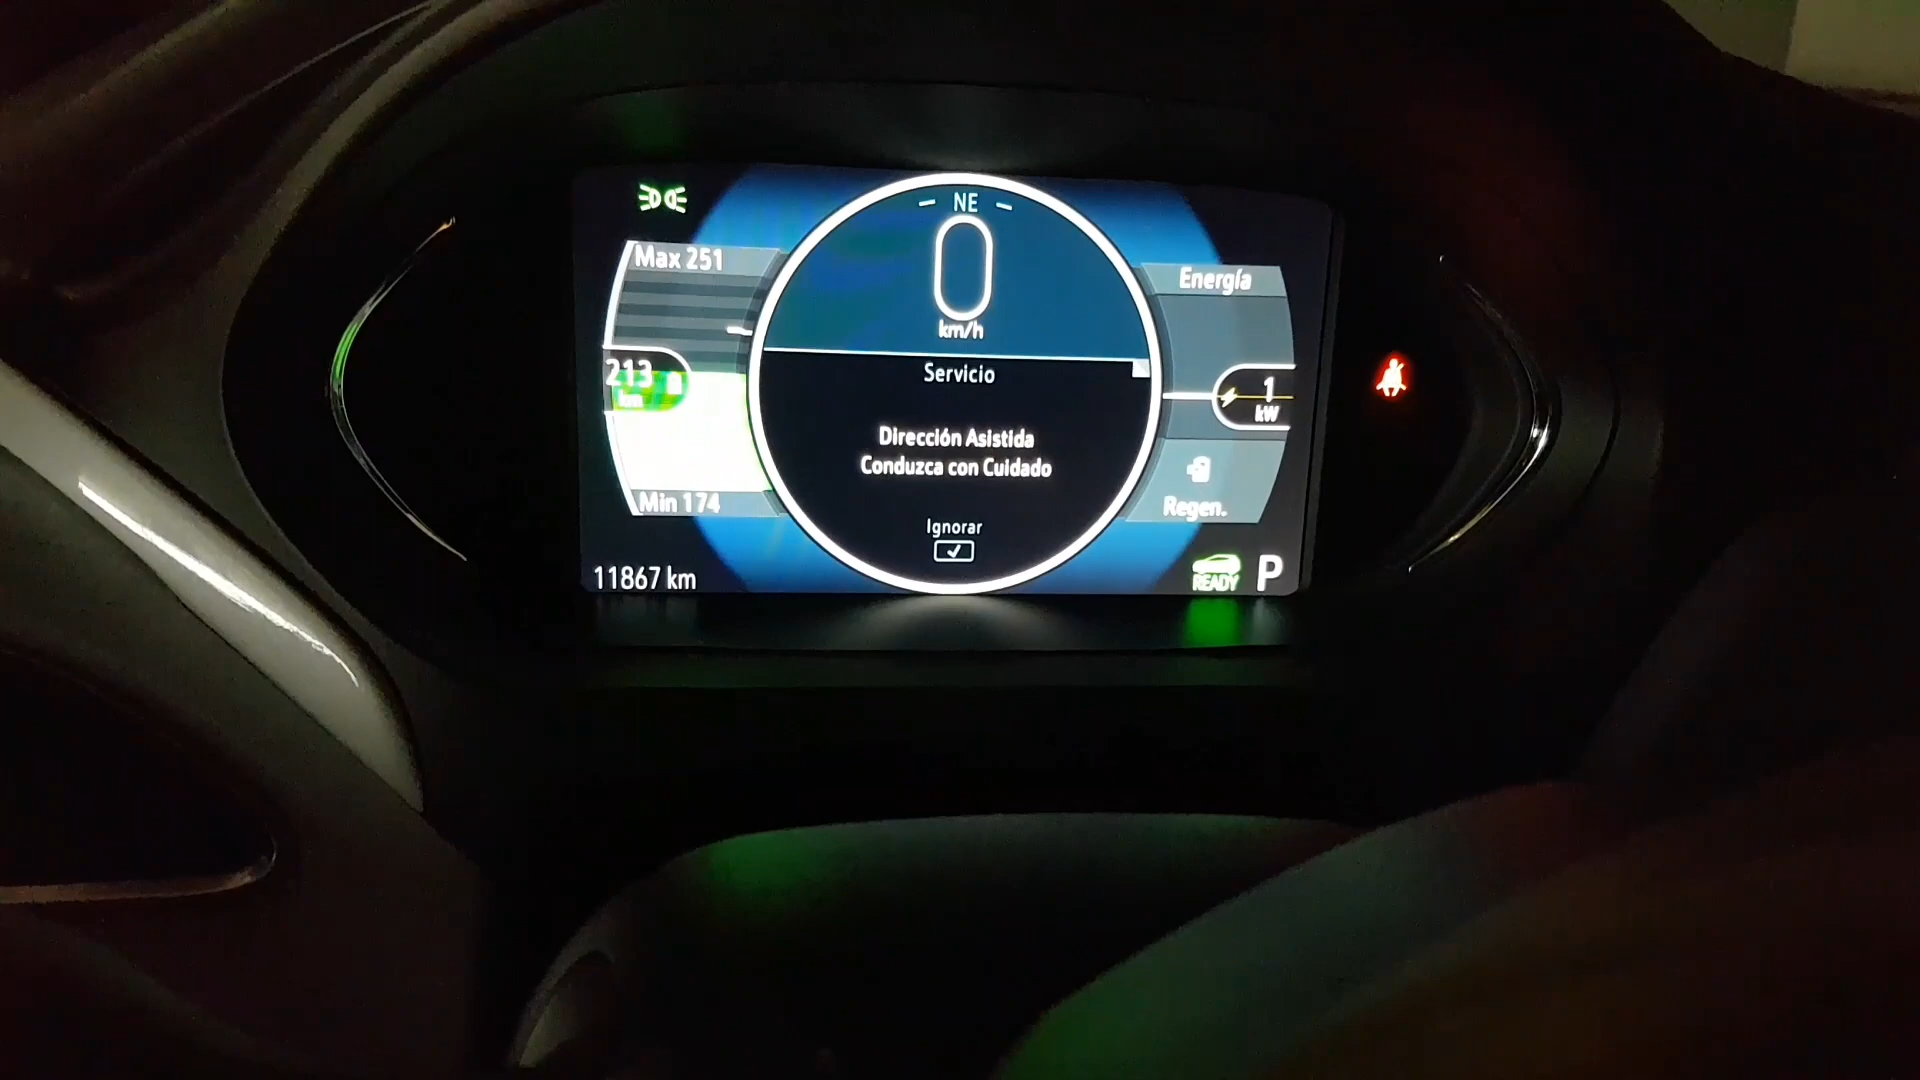 NE
0
km/h
Max 251
213
km
Min 174
11867 km
Servicio
Dirección Asistida
Conduzca con Cuidado
Ignorar
Energía
1
kW
Regen.
READY
P